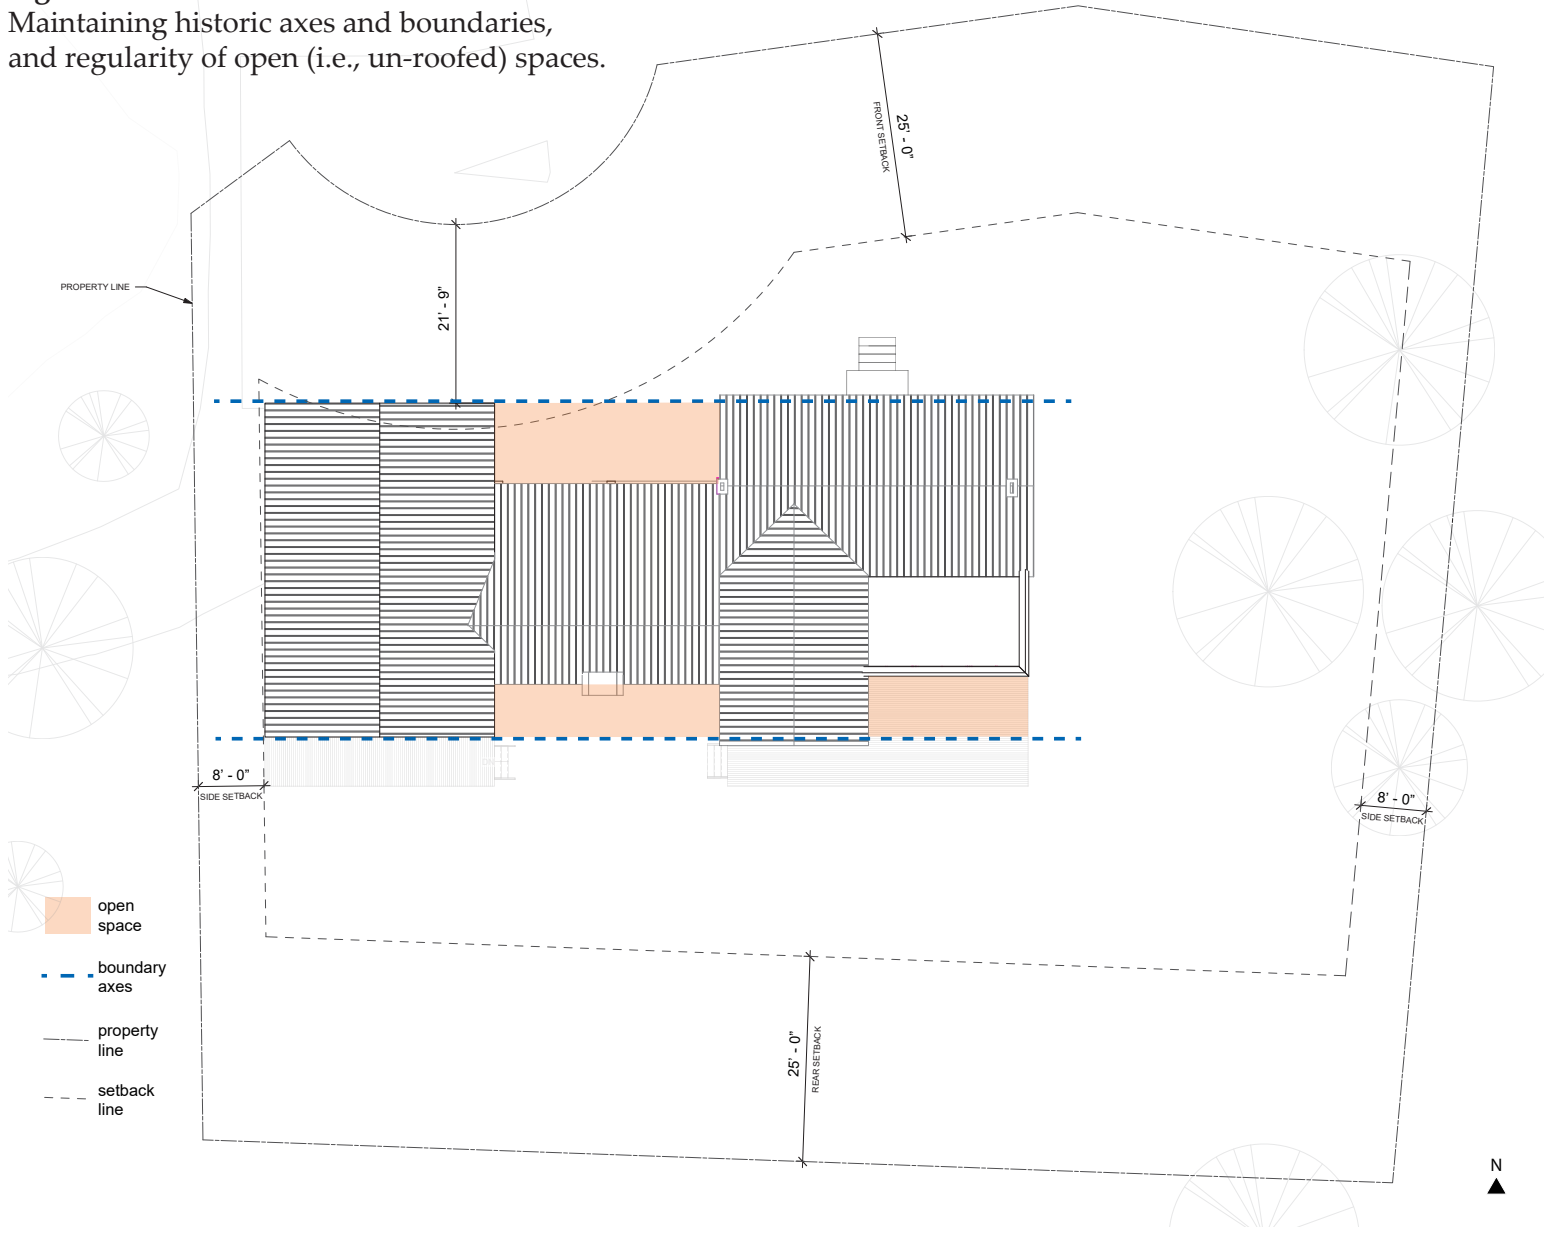 Maintaining historic axes and boundaries,
and regularity of open (i.e., un-roofed) spaces.
25' - 0"
FRONT SETBACK
21' - 9"
PROPERTY LINE
8' - 0"
SIDE SETBACK
8' - 0"
SIDE SETBACK
open
space
boundary
axes
property
line
setback
line
25' - 0"
REAR SETBACK
N